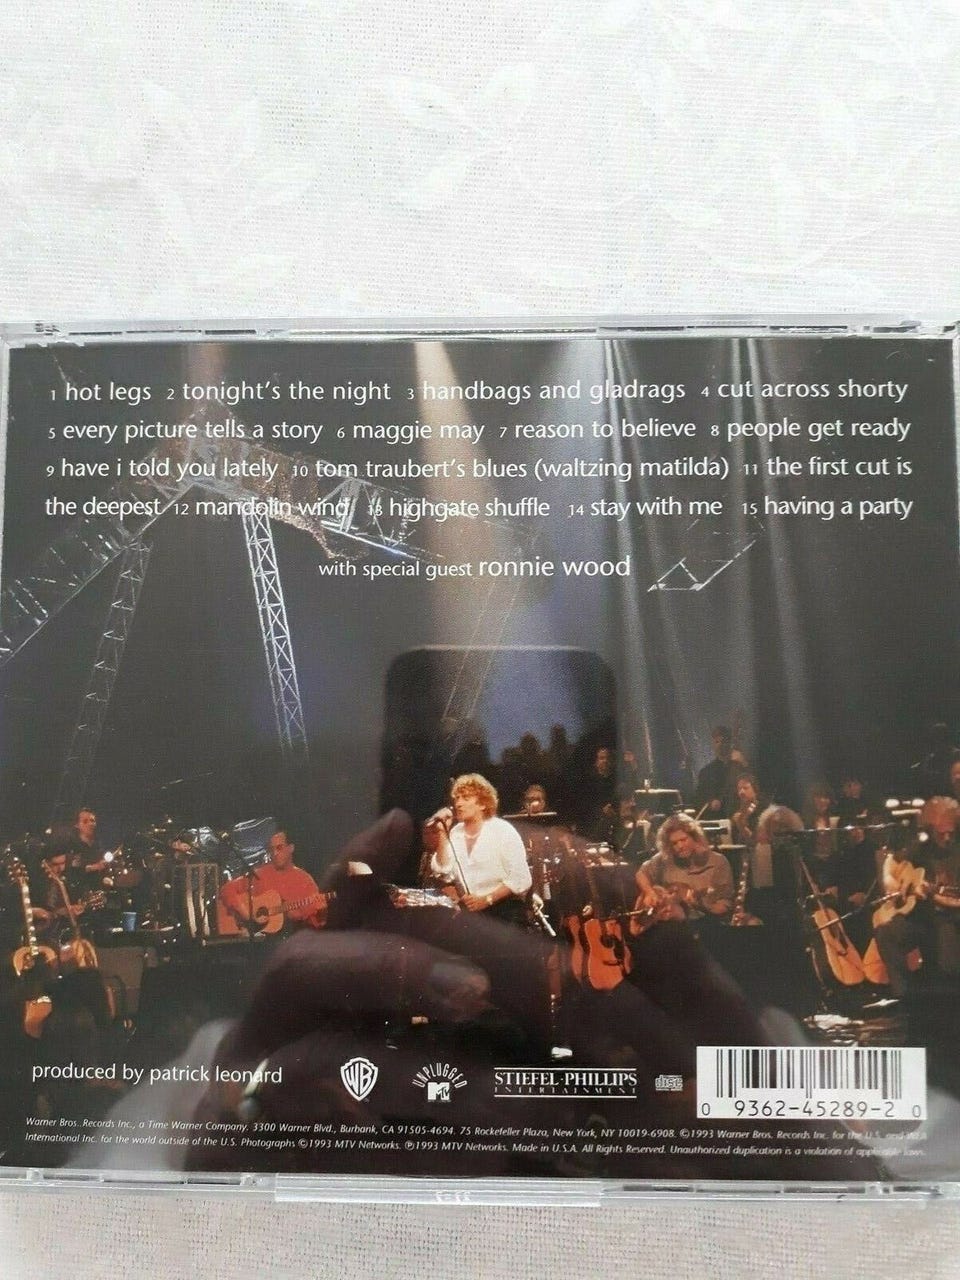 1 hot legs 2 tonight's the night 3 handbags and gladrags 4 cut across shorty
5 every picture tells a story 6 maggie may 7 reason to believe 8 people get ready
9 have i told you lately 10 tom traubert's blues (waltzing matilda) 11 the first cut is
the deepest 12 mandolin wind 13 highgate shuffle 14 stay with me 15 having a party
with special guest ronnie wood
produced by patrick leonard
WB
UNPLUGGED
MTV
STIEFEL·PHILLIPS
ENTERTAINMENT
disc
0 9362-45289-2 0
Warner Bros. Records Inc., a Time Warner Company. 3300 Warner Blvd., Burbank, CA 91505-4694. 75 Rockefeller Plaza, New York, NY 10019-6908. ©1993 Warner Bros. Records Inc. for the U.S. and WEA
International Inc. for the world outside of the U.S. Photographs ©1993 MTV Networks. ℗1993 MTV Networks. Made in U.S.A. All Rights Reserved. Unauthorized duplication is a violation of applicable laws.